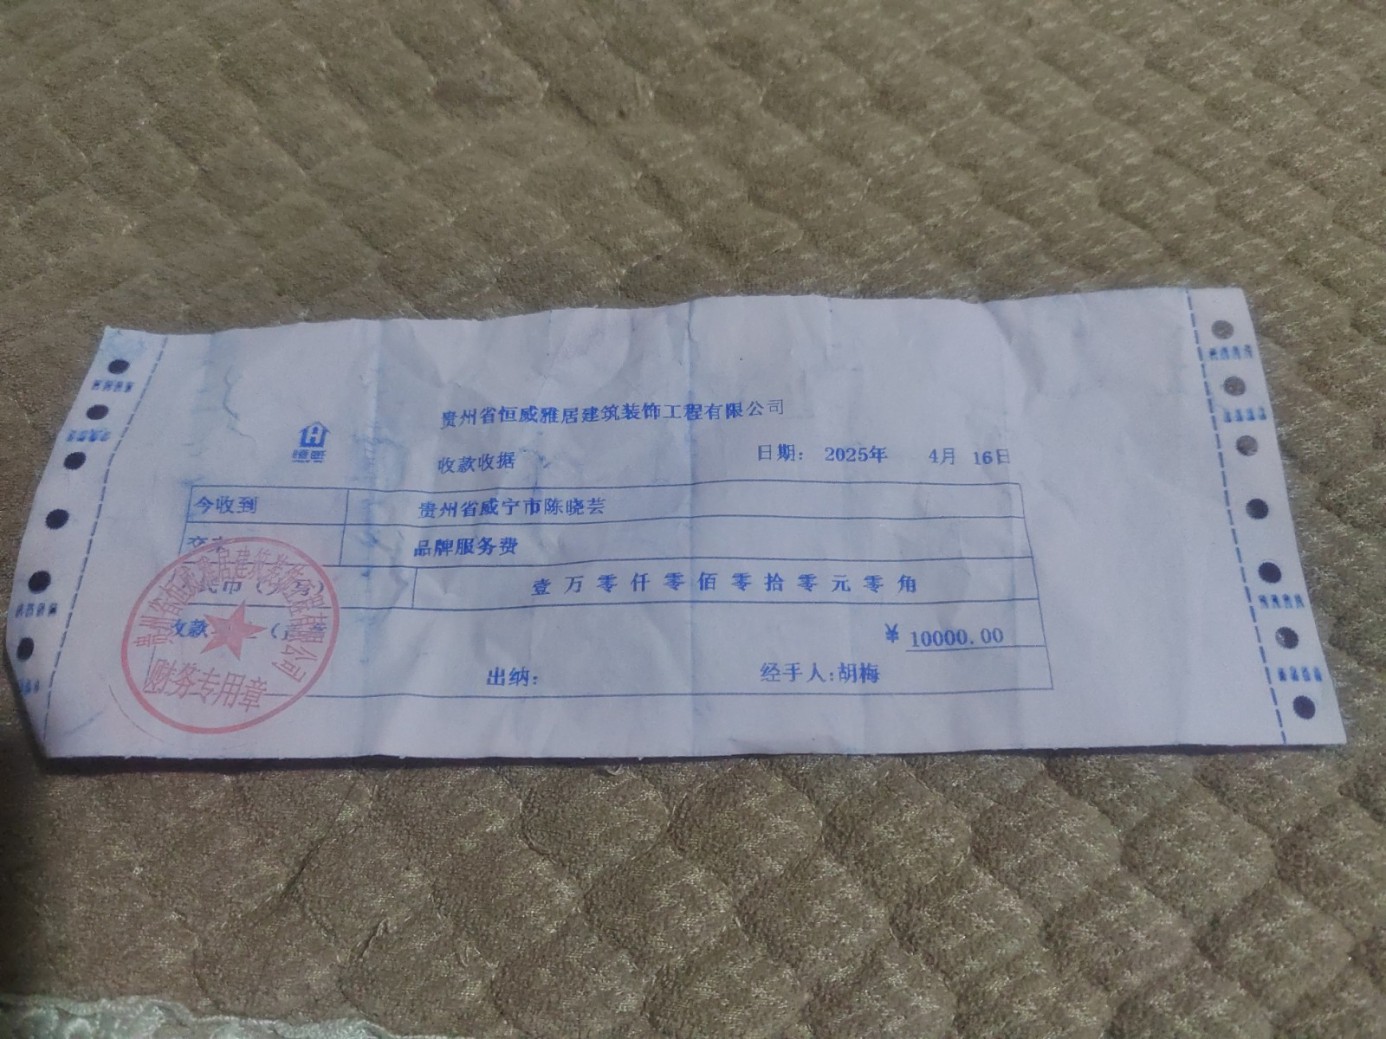 贵州省恒威雅居建筑装饰工程有限公司
收款收据
日期： 2025年 4月 16日
今收到 贵州省威宁市陈晓芸
品牌服务费
壹万零仟零佰零拾零元零角
收款
¥ 10000.00
出纳：
经手人:胡梅
财务专用章